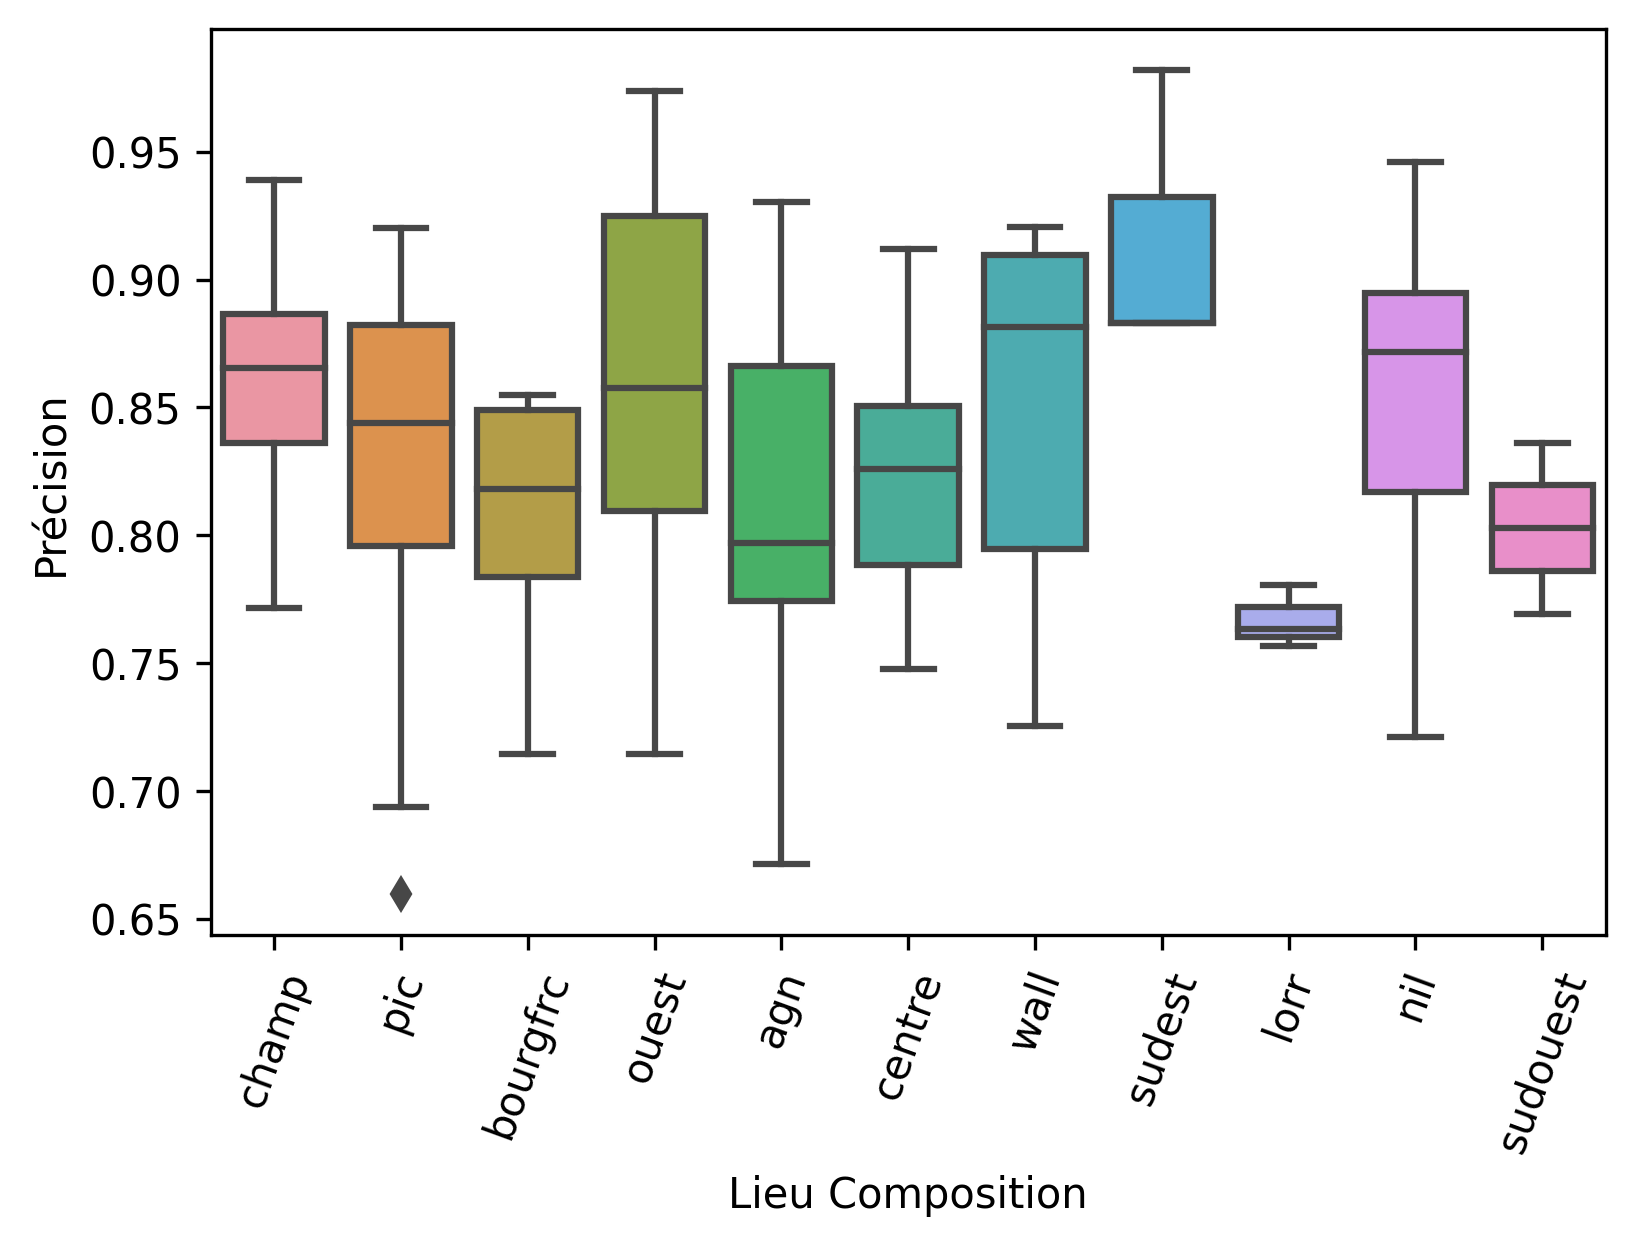 Précision
0.95
0.90
0.85
0.80
0.75
0.70
0.65
champ
pic
bourgfrc
ouest
agn
centre
wall
sudest
lorr
nil
sudouest
Lieu Composition